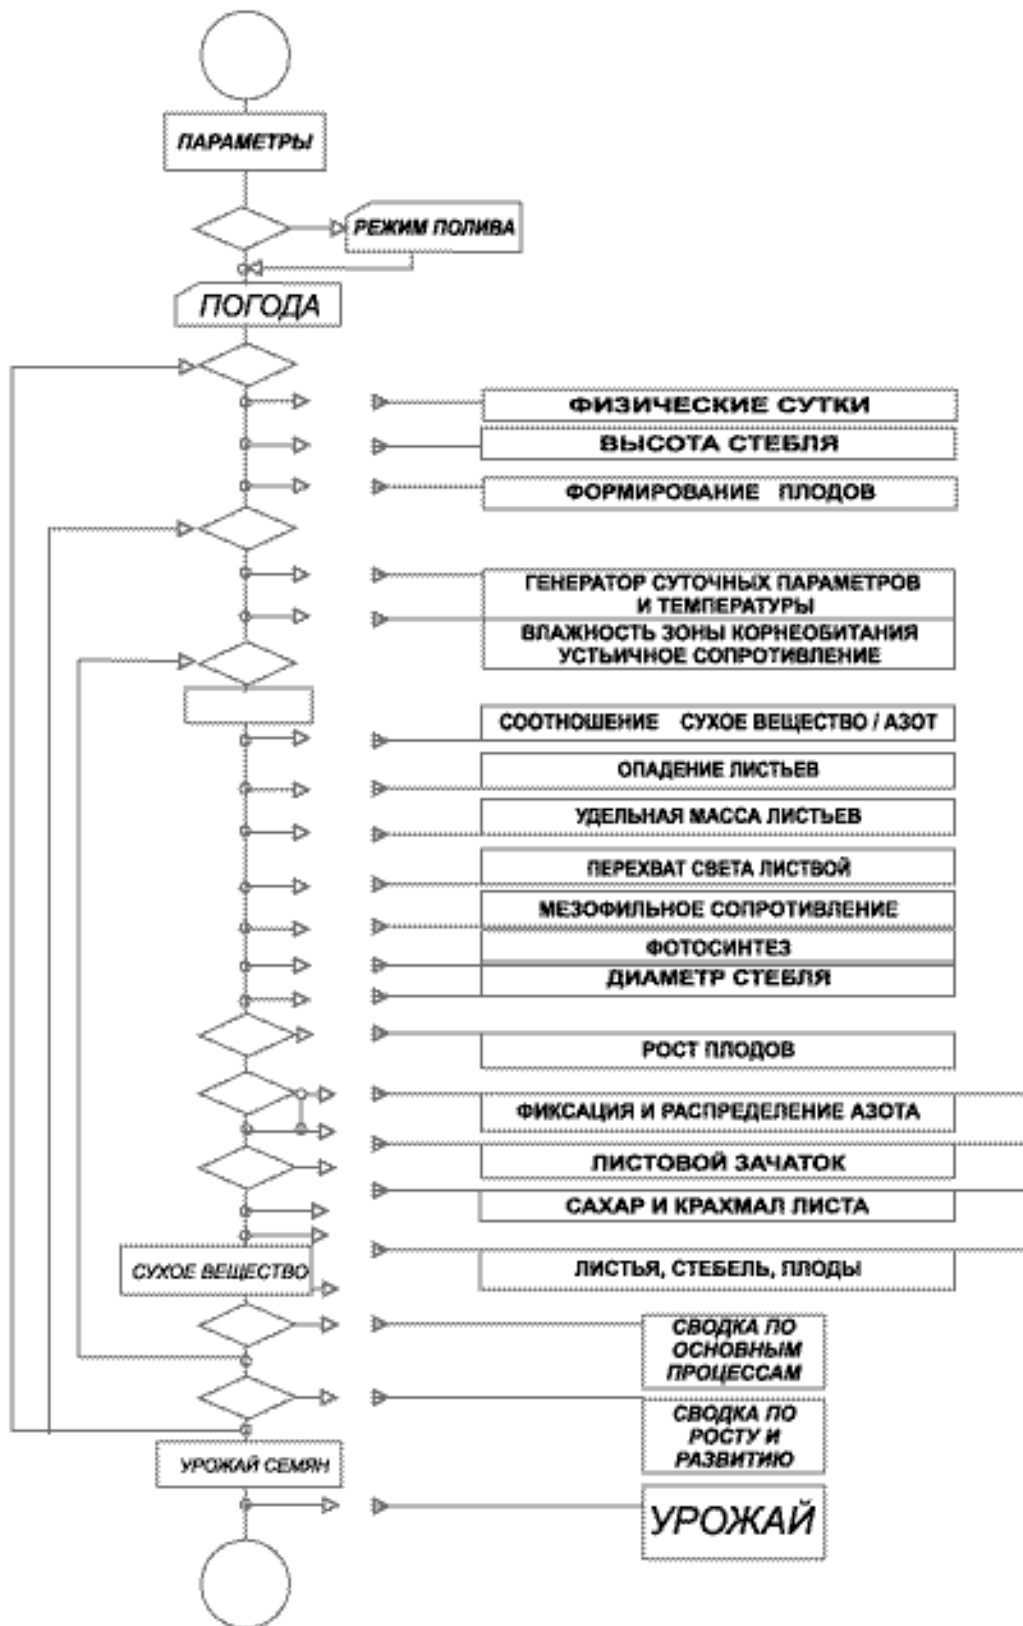 ПАРАМЕТРЫ
РЕЖИМ ПОЛИВА
ПОГОДА
ФИЗИЧЕСКИЕ СУТКИ
ВЫСОТА СТЕБЛЯ
ФОРМИРОВАНИЕ ПЛОДОВ
ГЕНЕРАТОР СУТОЧНЫХ ПАРАМЕТРОВ
И ТЕМПЕРАТУРЫ
ВЛАЖНОСТЬ ЗОНЫ КОРНЕОБИТАНИЯ
УСТЬИЧНОЕ СОПРОТИВЛЕНИЕ
СООТНОШЕНИЕ СУХОЕ ВЕЩЕСТВО / АЗОТ
ОПАДЕНИЕ ЛИСТЬЕВ
УДЕЛЬНАЯ МАССА ЛИСТЬЕВ
ПЕРЕХВАТ СВЕТА ЛИСТВОЙ
МЕЗОФИЛЬНОЕ СОПРОТИВЛЕНИЕ
ФОТОСИНТЕЗ
ДИАМЕТР СТЕБЛЯ
РОСТ ПЛОДОВ
ФИКСАЦИЯ И РАСПРЕДЕЛЕНИЕ АЗОТА
ЛИСТОВОЙ ЗАЧАТОК
САХАР И КРАХМАЛ ЛИСТА
СУХОЕ ВЕЩЕСТВО
ЛИСТЬЯ, СТЕБЕЛЬ, ПЛОДЫ
СВОДКА ПО
ОСНОВНЫМ
ПРОЦЕССАМ
СВОДКА ПО
РОСТУ И
РАЗВИТИЮ
УРОЖАЙ СЕМЯН
УРОЖАЙ